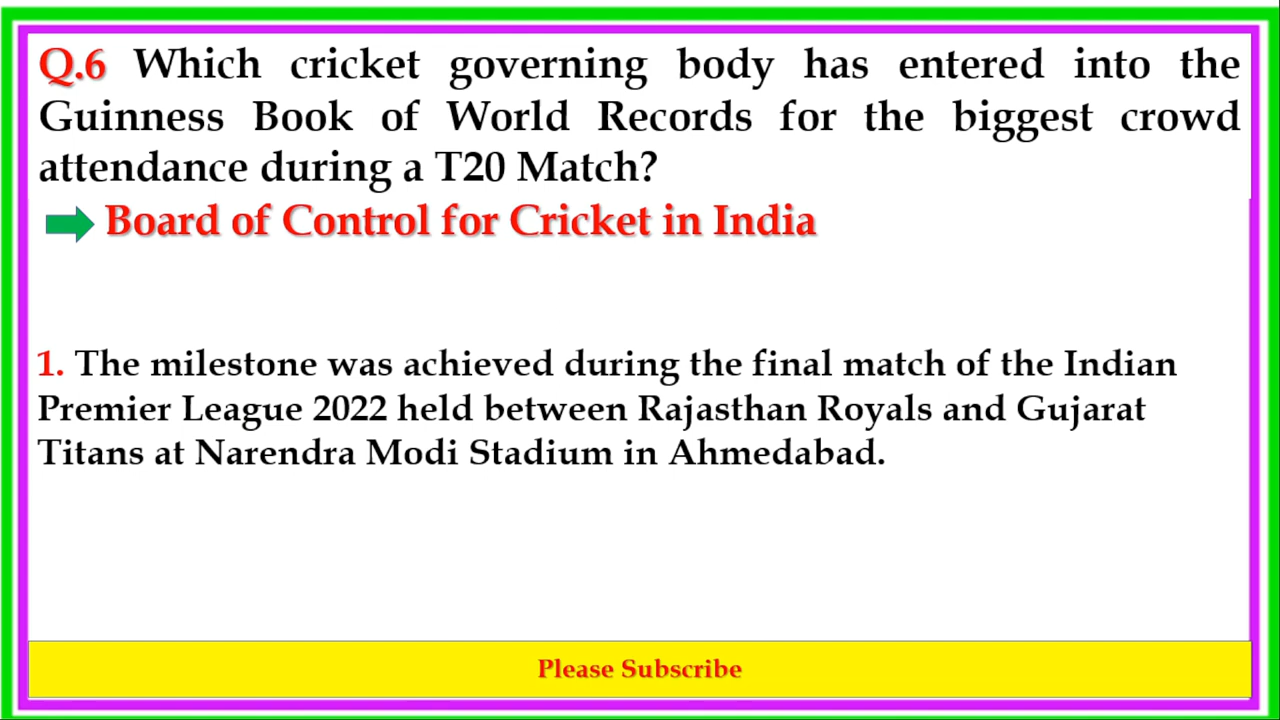 Q.6 Which cricket governing body has entered into the
Guinness Book of World Records for the biggest crowd
attendance during a T20 Match?
Board of Control for Cricket in India
1. The milestone was achieved during the final match of the Indian
Premier League 2022 held between Rajasthan Royals and Gujarat
Titans at Narendra Modi Stadium in Ahmedabad.
Please Subscribe